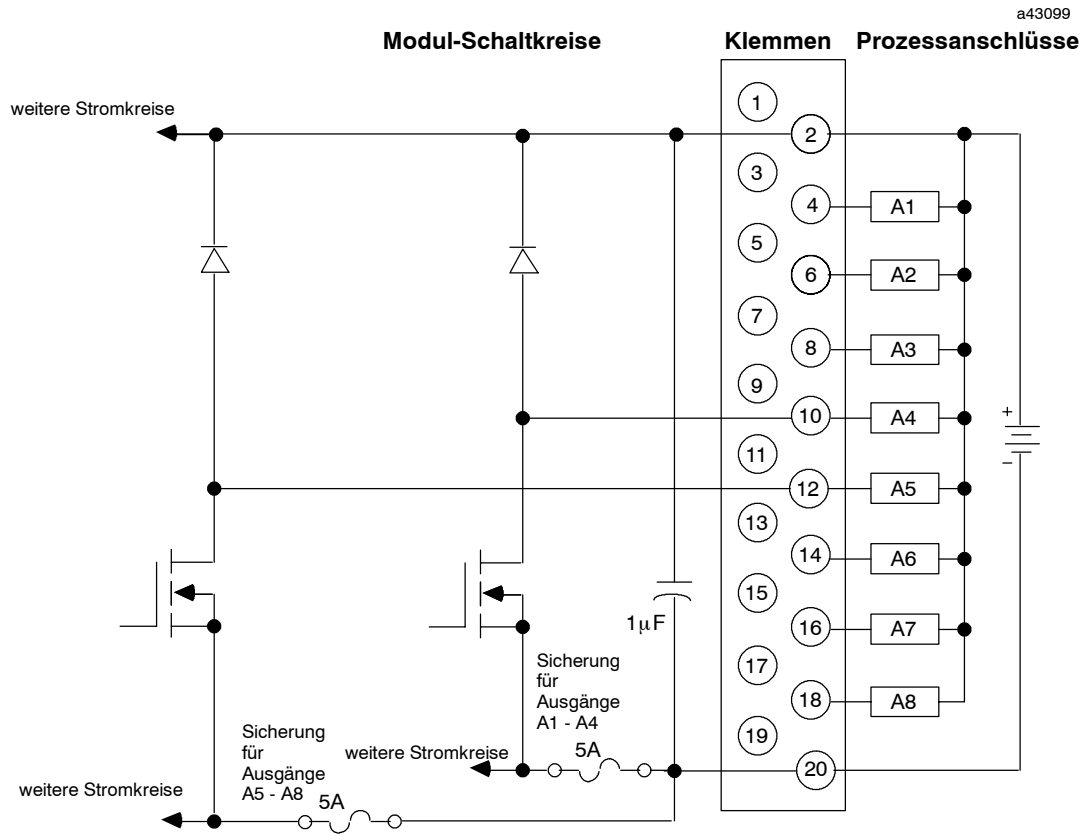 a43099
Modul-Schaltkreise Klemmen Prozessanschlüsse
weitere Stromkreise
1
2
3
4 A1
5
6 A2
7
8 A3
9
10 A4
+
11
−
12 A5
13
14 A6
15
1μF
16 A7
17
18 A8
19
20
Sicherung
für
Ausgänge
A1 - A4
5A
weitere Stromkreise
Sicherung
für
Ausgänge
A5 - A8
5A
weitere Stromkreise